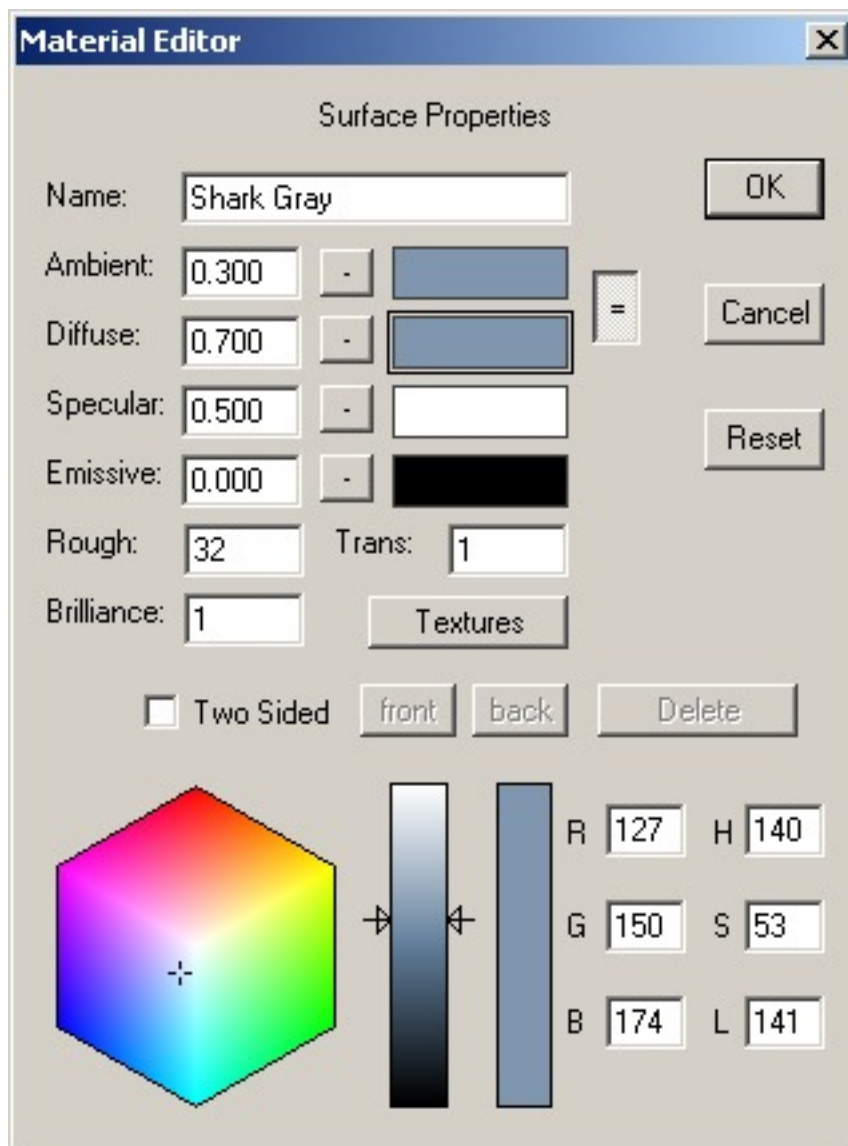 Material Editor
Surface Properties
Name: Shark Gray OK
Ambient: 0.300 - =
Diffuse: 0.700 - Cancel
Specular: 0.500 -
Reset
Emissive: 0.000 -
Rough: 32 Trans: 1
Brilliance: 1 Textures
Two Sided front back Delete
R 127 H 140
G 150 S 53
B 174 L 141